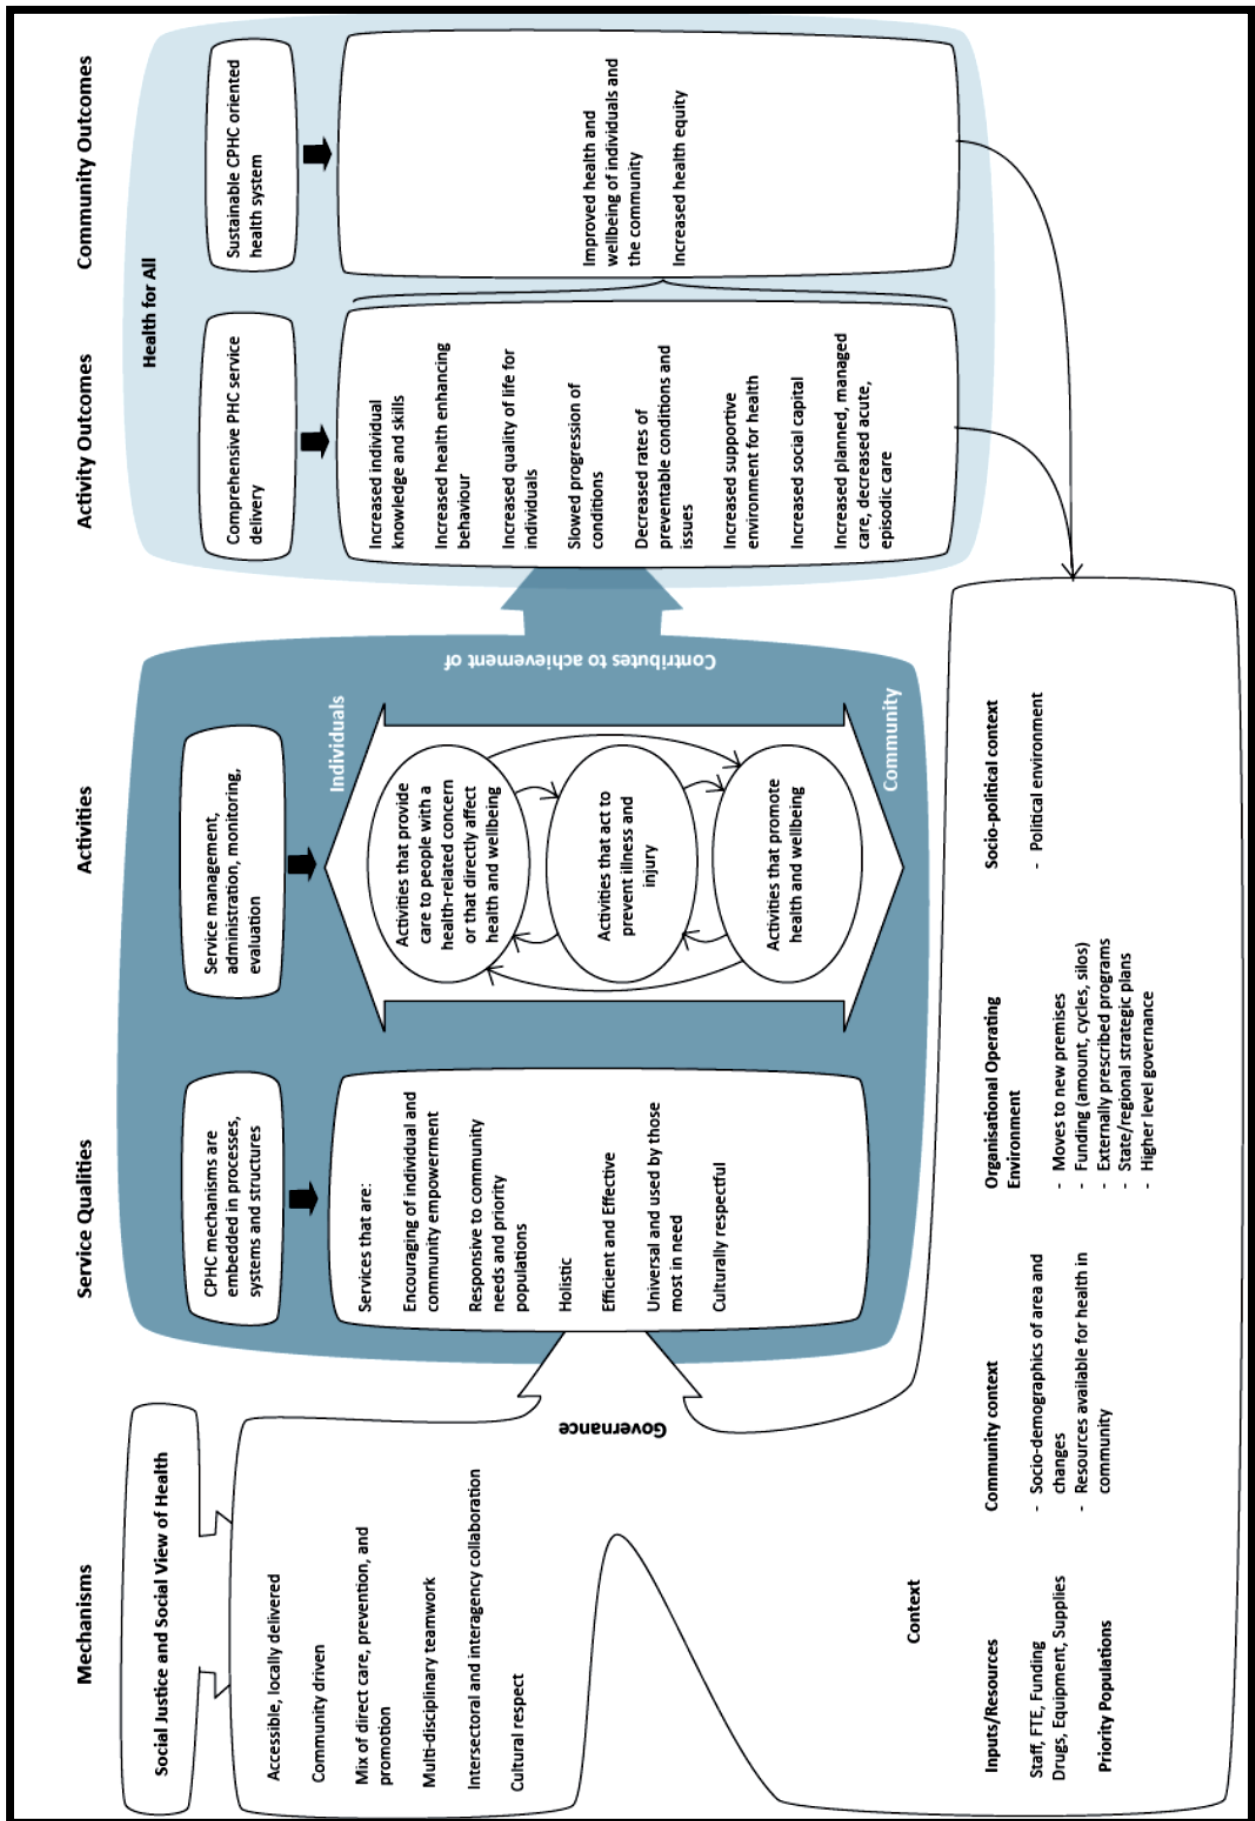 Mechanisms
Service Qualities
Activities
Activity Outcomes
Community Outcomes
Social Justice and Social View of Health
Accessible, locally delivered
Community driven
Mix of direct care, prevention, and
promotion
Multi-disciplinary teamwork
Intersectoral and interagency collaboration
Cultural respect
Governance
CPHC mechanisms are
embedded in processes,
systems and structures
Services that are:
Encouraging of individual and
community empowerment
Responsive to community
needs and priority
populations
Holistic
Efficient and Effective
Universal and used by those
most in need
Culturally respectful
Service management,
administration, monitoring,
evaluation
Individuals
Activities that provide
care to people with a
health-related concern
or that directly affect
health and wellbeing
Activities that act to
prevent illness and
injury
Activities that promote
health and wellbeing
Community
Contributes to achievement of
Health for All
Comprehensive PHC service
delivery
Increased individual
knowledge and skills
Increased health enhancing
behaviour
Increased quality of life for
individuals
Slowed progression of
conditions
Decreased rates of
preventable conditions and
issues
Increased supportive
environment for health
Increased social capital
Increased planned, managed
care, decreased acute,
episodic care
Sustainable CPHC oriented
health system
Improved health and
wellbeing of individuals and
the community
Increased health equity
Context
Inputs/Resources
Staff, FTE, Funding
Drugs, Equipment, Supplies
Priority Populations
Community context
- Socio-demographics of area and
changes
- Resources available for health in
community
Organisational Operating
Environment
- Moves to new premises
- Funding (amount, cycles, silos)
- Externally prescribed programs
- State/regional strategic plans
- Higher level governance
Socio-political context
- Political environment